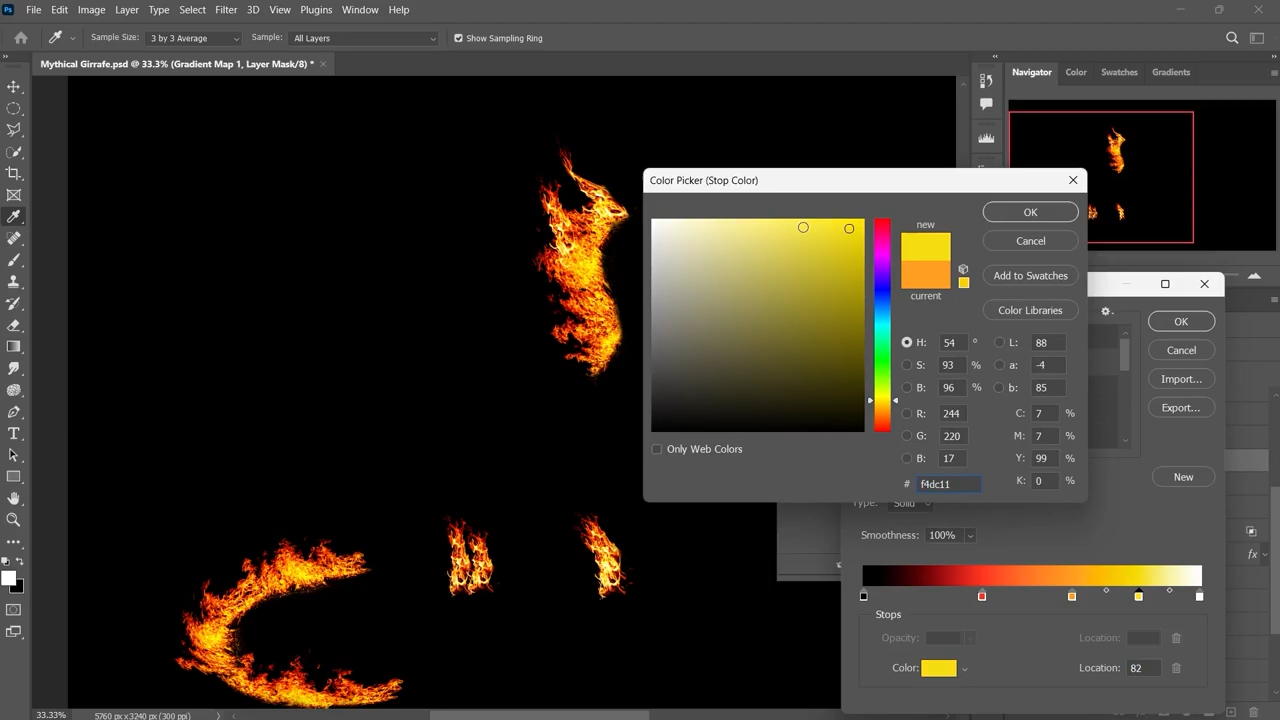 Ps File Edit Image Layer Type Select Filter 3D View Plugins Window Help
Sample Size: 3 by 3 Average Sample: All Layers Show Sampling Ring
Mythical Girrafe.psd @ 33.3% (Gradient Map 1, Layer Mask/8) *
Navigator Color Swatches Gradients
Color Picker (Stop Color)
OK
new
Cancel
Add to Swatches
current
Color Libraries
H: 54 ° L: 88
S: 93 % a: -4
B: 96 % b: 85
R: 244 C: 7 %
G: 220 M: 7 %
B: 17 Y: 99 %
# f4dc11 K: 0 %
Only Web Colors
OK
Cancel
Import...
Export...
New
Type: Solid
Smoothness: 100%
fx
Stops
Opacity: Location:
Color: Location: 82
33.33% 5760 px x 3240 px (300 ppi)